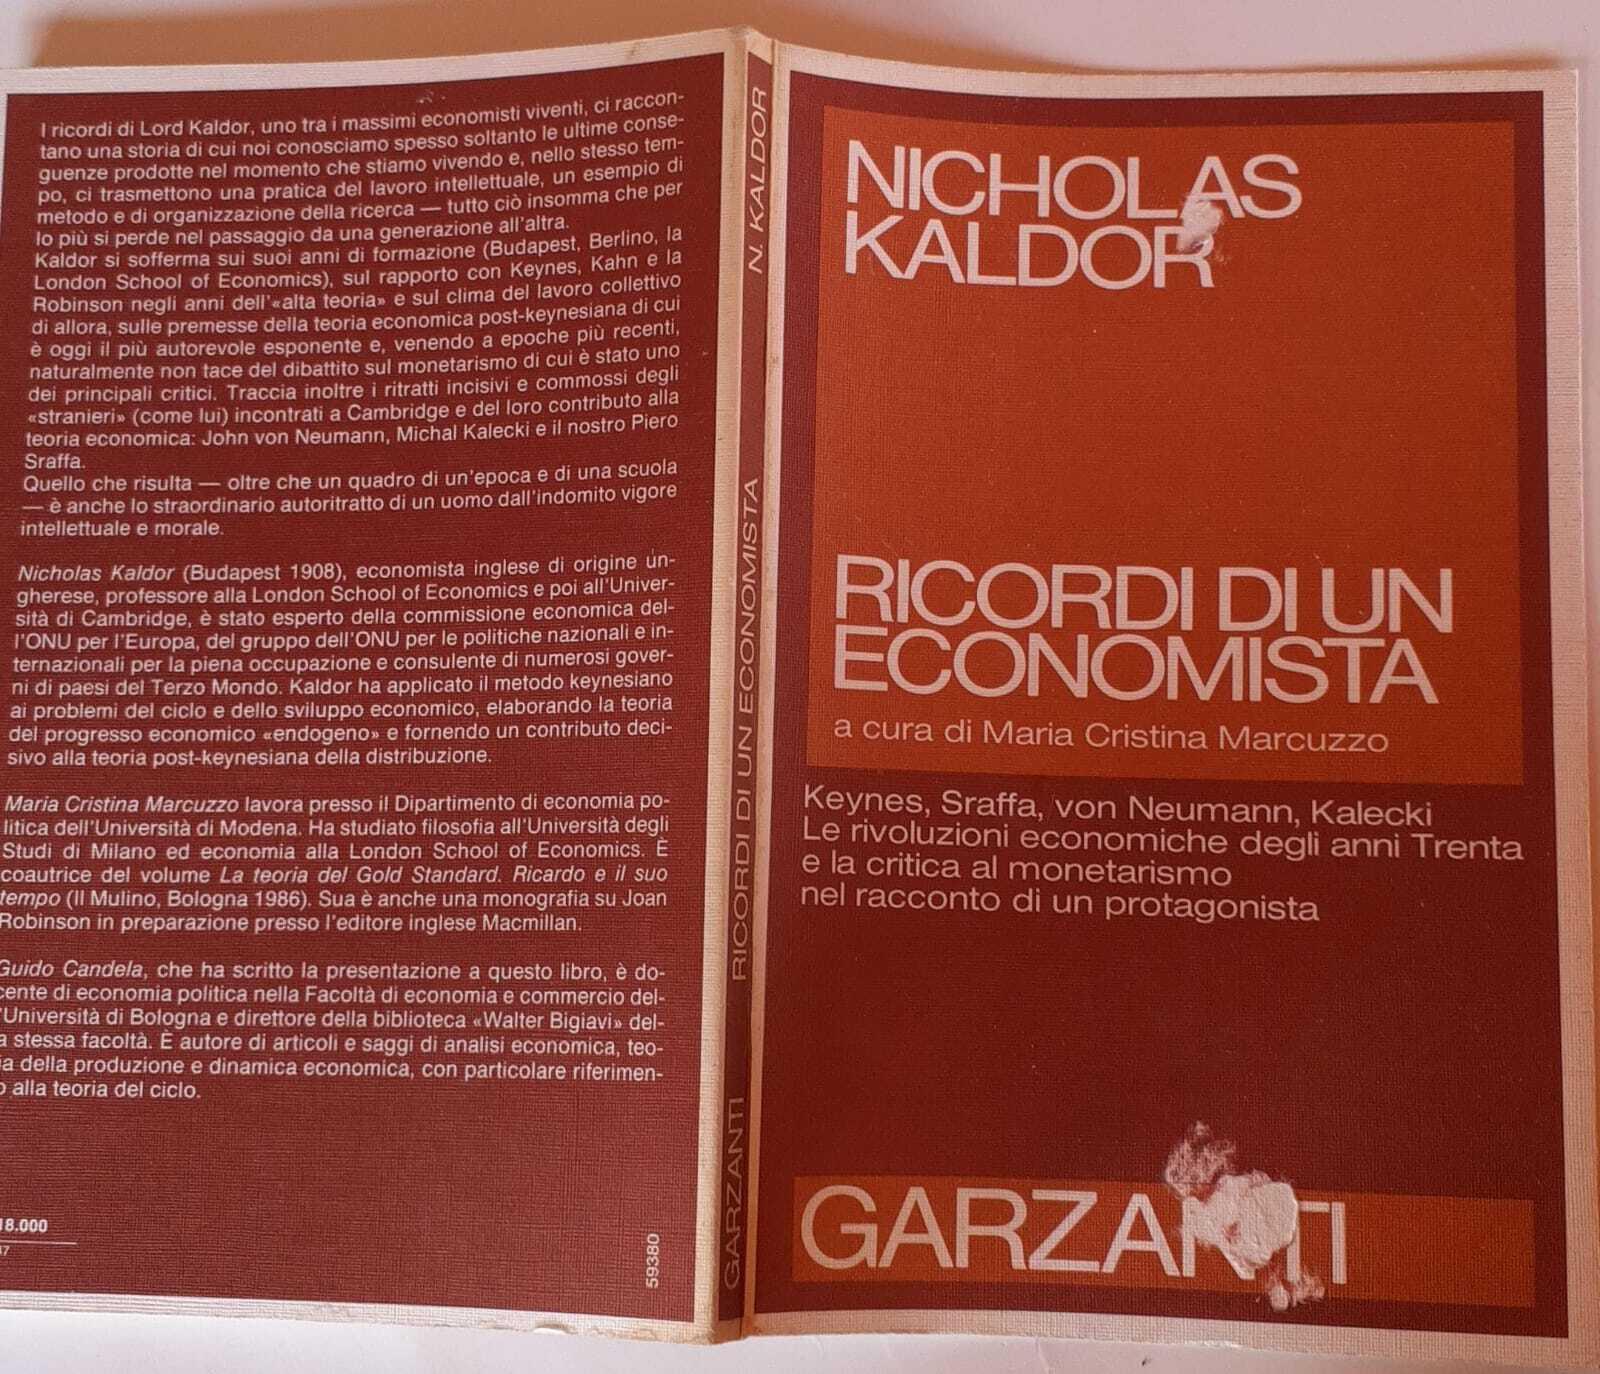 I ricordi di Lord Kaldor, uno tra i massimi economisti viventi, ci raccon-
tano una storia di cui noi conosciamo spesso soltanto le ultime conse-
guenze prodotte nel momento che stiamo vivendo e, nello stesso tem-
po, ci trasmettono una pratica del lavoro intellettuale, un esempio di
metodo e di organizzazione della ricerca — tutto ciò insomma che per
lo più si perde nel passaggio da una generazione all'altra.
Kaldor si sofferma sui suoi anni di formazione (Budapest, Berlino, la
London School of Economics), sul rapporto con Keynes, Kahn e la
Robinson negli anni dell'«alta teoria» e sul clima del lavoro collettivo
di allora, sulle premesse della teoria economica post-keynesiana di cui
è oggi il più autorevole esponente e, venendo a epoche più recenti,
naturalmente non tace del dibattito sul monetarismo di cui è stato uno
dei principali critici. Traccia inoltre i ritratti incisivi e commossi degli
«stranieri» (come lui) incontrati a Cambridge e del loro contributo alla
teoria economica: John von Neumann, Michal Kalecki e il nostro Piero
Sraffa.
Quello che risulta — oltre che un quadro di un'epoca e di una scuola
— è anche lo straordinario autoritratto di un uomo dall'indomito vigore
intellettuale e morale.
Nicholas Kaldor (Budapest 1908), economista inglese di origine un-
gherese, professore alla London School of Economics e poi all'Univer-
sità di Cambridge, è stato esperto della commissione economica del-
l'ONU per l'Europa, del gruppo dell'ONU per le politiche nazionali e in-
ternazionali per la piena occupazione e consulente di numerosi gover-
ni di paesi del Terzo Mondo. Kaldor ha applicato il metodo keynesiano
ai problemi del ciclo e dello sviluppo economico, elaborando la teoria
del progresso economico «endogeno» e fornendo un contributo deci-
sivo alla teoria post-keynesiana della distribuzione.
Maria Cristina Marcuzzo lavora presso il Dipartimento di economia po-
litica dell'Università di Modena. Ha studiato filosofia all'Università degli
Studi di Milano ed economia alla London School of Economics. È
coautrice del volume La teoria del Gold Standard. Ricardo e il suo
tempo (Il Mulino, Bologna 1986). Sua è anche una monografia su Joan
Robinson in preparazione presso l'editore inglese Macmillan.
Guido Candela, che ha scritto la presentazione a questo libro, è do-
cente di economia politica nella Facoltà di economia e commercio del-
l'Università di Bologna e direttore della biblioteca «Walter Bigiavi» del-
a stessa facoltà. È autore di articoli e saggi di analisi economica, teo-
ia della produzione e dinamica economica, con particolare riferimen-
o alla teoria del ciclo.
18.000
59380
N. KALDOR
RICORDI DI UN ECONOMISTA
GARZANTI
NICHOLAS
KALDOR
RICORDI DI UN
ECONOMISTA
a cura di Maria Cristina Marcuzzo
Keynes, Sraffa, von Neumann, Kalecki
Le rivoluzioni economiche degli anni Trenta
e la critica al monetarismo
nel racconto di un protagonista
GARZANTI